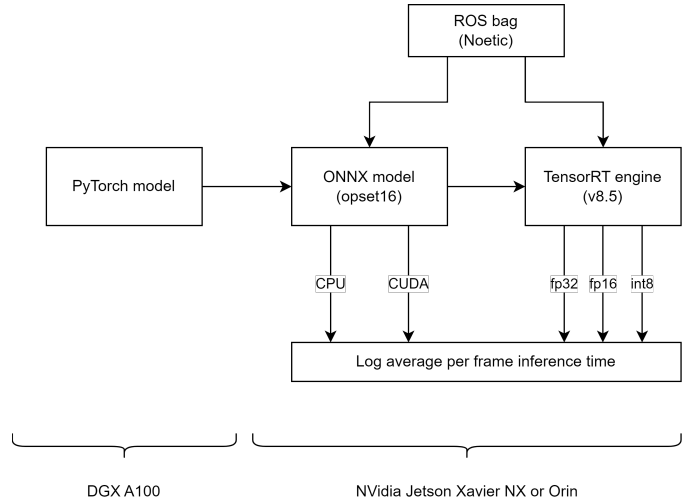 ROS bag
(Noetic)
PyTorch model
ONNX model
(opset16)
TensorRT engine
(v8.5)
CPU
CUDA
fp32
fp16
int8
Log average per frame inference time
DGX A100
NVidia Jetson Xavier NX or Orin